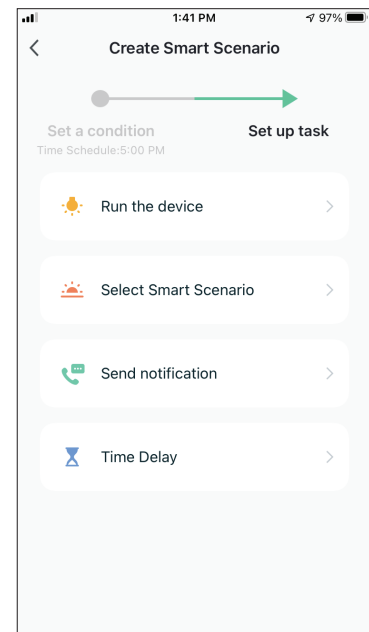 1:41 PM
97%
Create Smart Scenario
Set a condition
Set up task
Time Schedule:5:00 PM
Run the device
Select Smart Scenario
Send notification
Time Delay